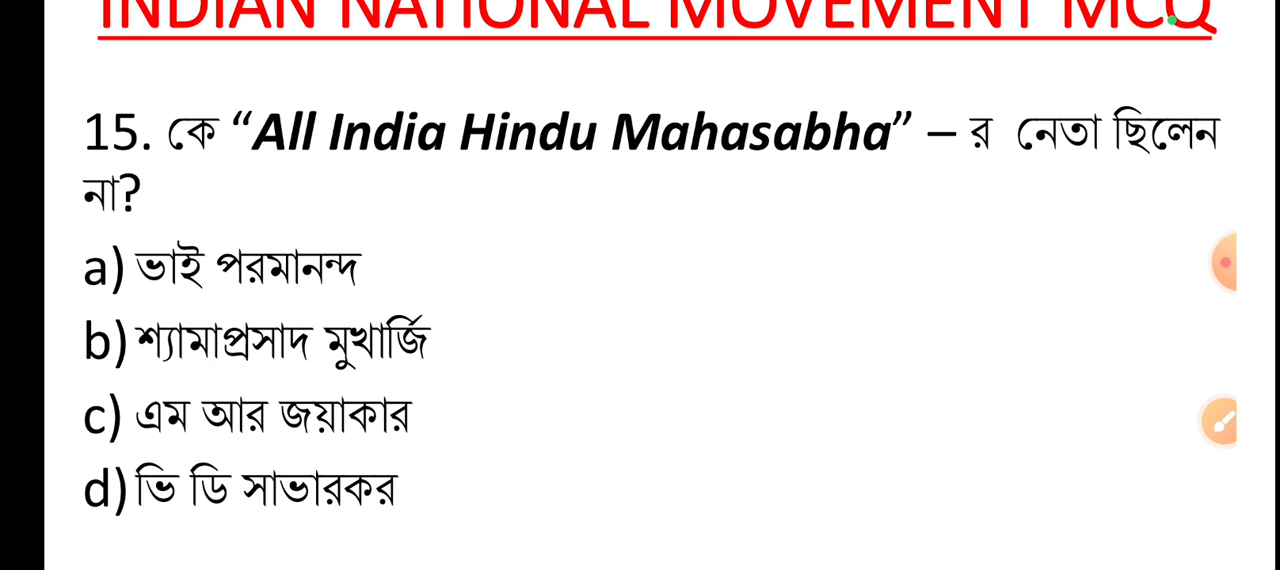 INDIAN NATIONAL MOVEMENT MCQ
15. কে “All India Hindu Mahasabha” – র নেতা ছিলেন
না?
a) ভাই পরমানন্দ
b) শ্যামাপ্রসাদ মুখার্জি
c) এম আর জয়াকার
d) ভি ডি সাভারকর